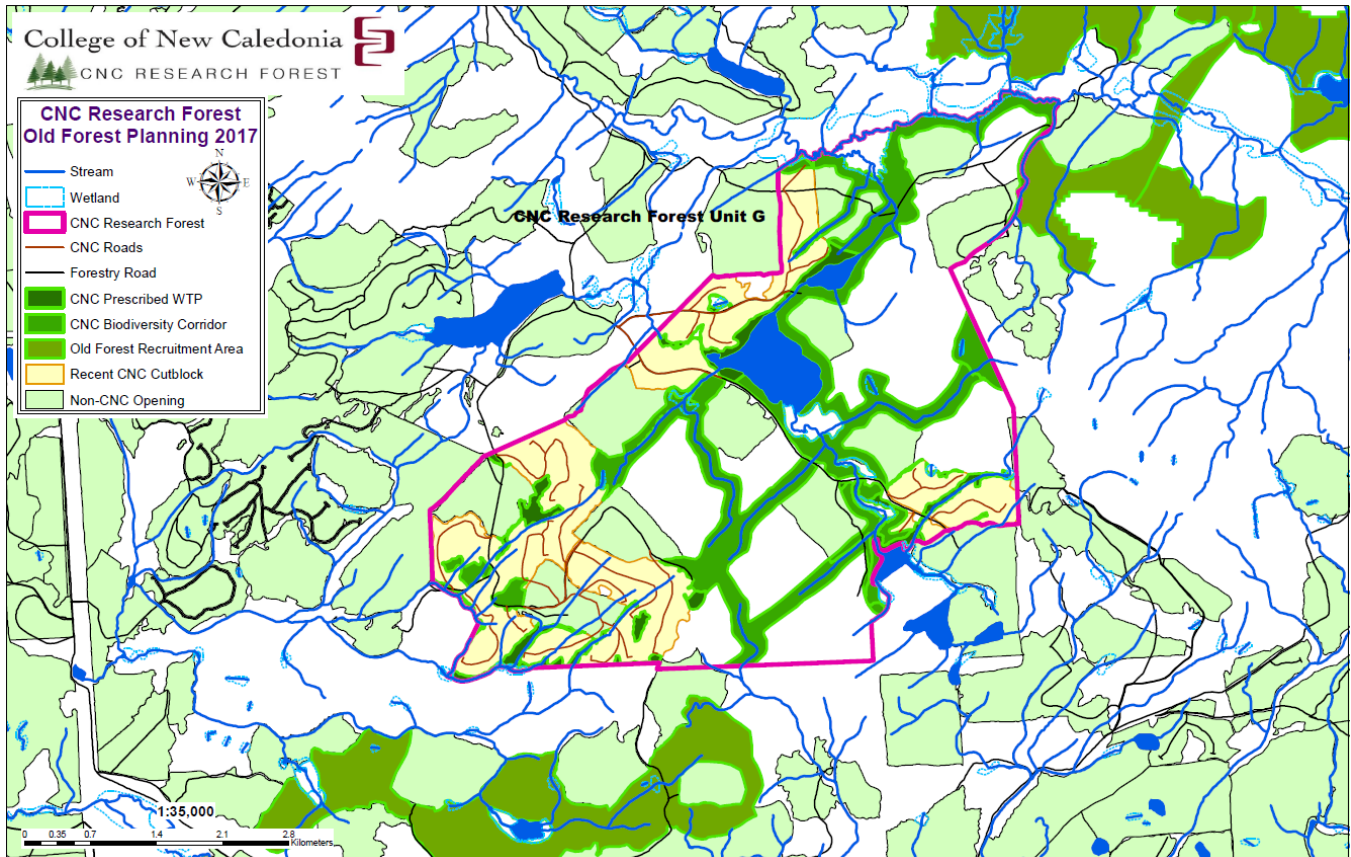 College of New Caledonia
CNC RESEARCH FOREST
CNC Research Forest
Old Forest Planning 2017
N
W E
S
Stream
Wetland
CNC Research Forest
CNC Roads
Forestry Road
CNC Prescribed WTP
CNC Biodiversity Corridor
Old Forest Recruitment Area
Recent CNC Cutblock
Non-CNC Opening
CNC Research Forest Unit G
1:35,000
0 0.35 0.7 1.4 2.1 2.8
Kilometers